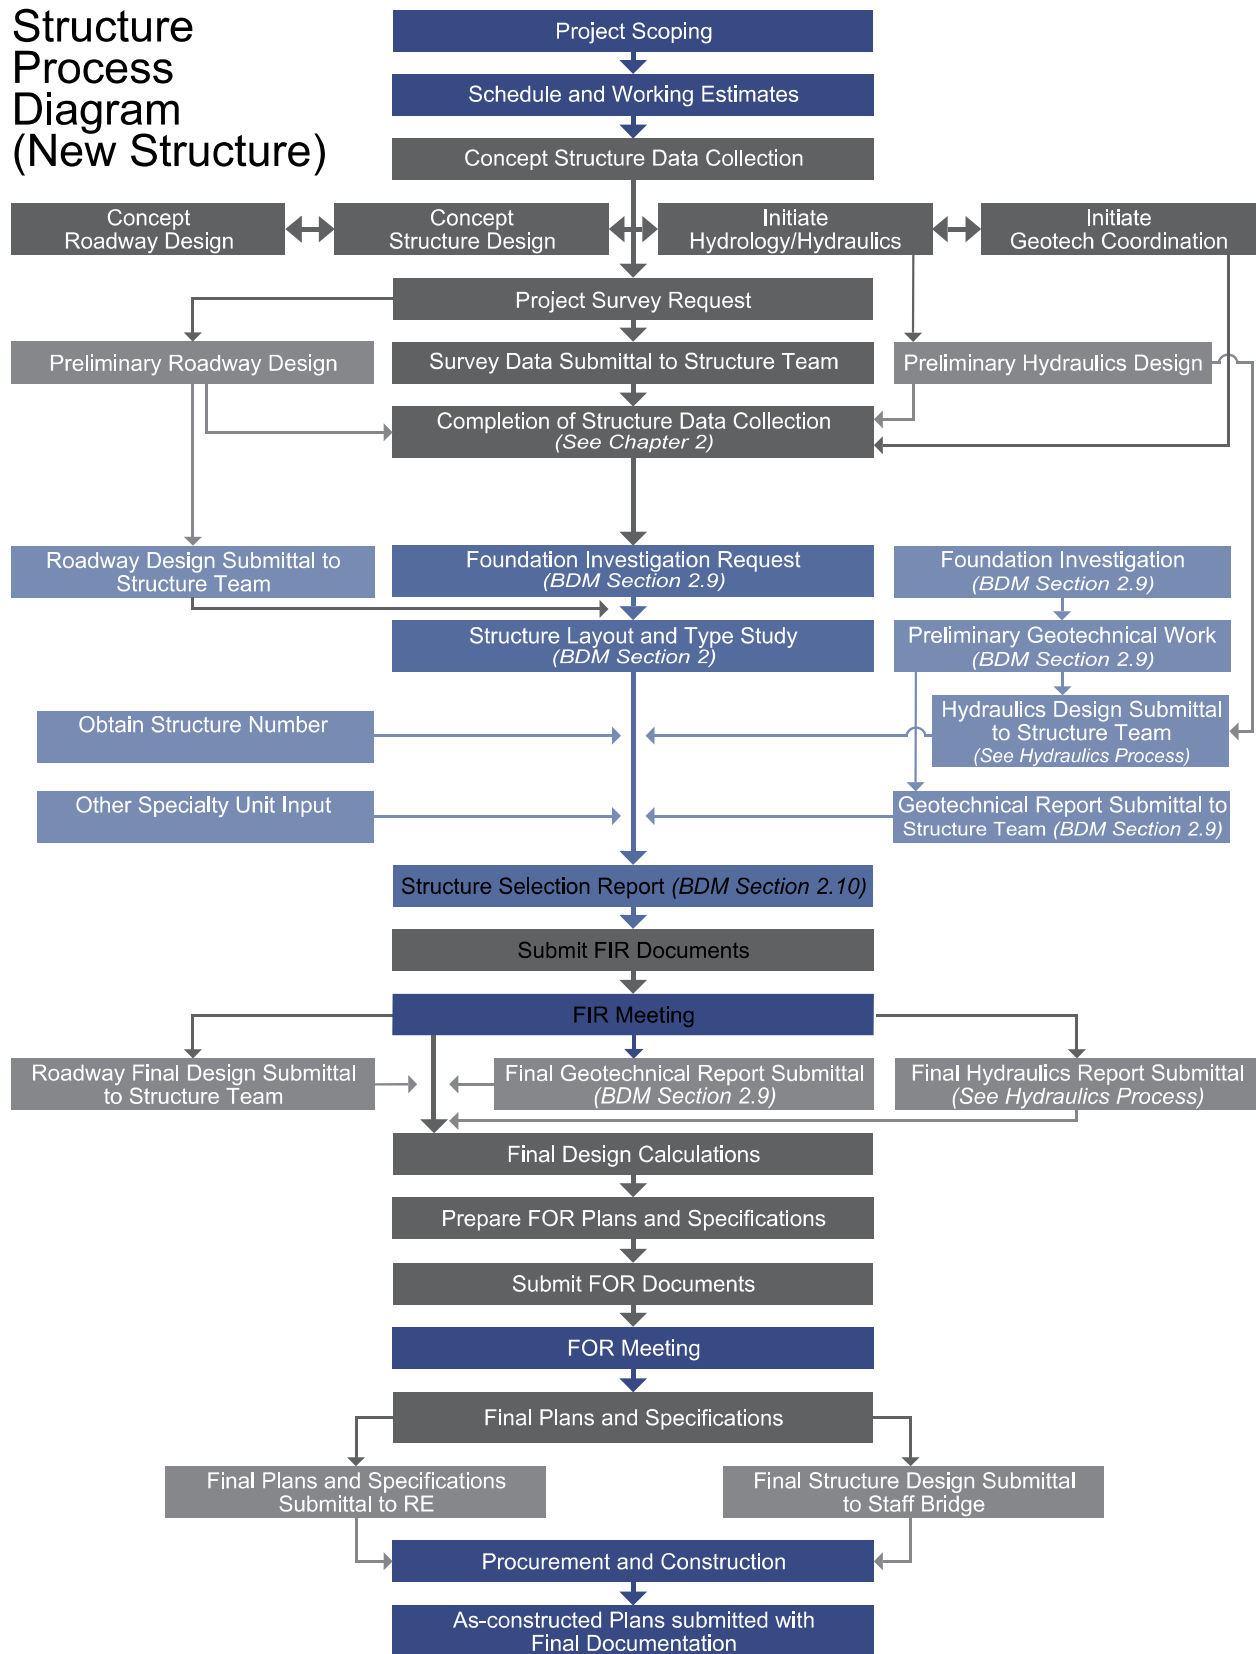 Structure
Process
Diagram
(New Structure)
Project Scoping
Schedule and Working Estimates
Concept Structure Data Collection
Concept
Roadway Design
Concept
Structure Design
Initiate
Hydrology/Hydraulics
Initiate
Geotech Coordination
Project Survey Request
Preliminary Roadway Design
Survey Data Submittal to Structure Team
Preliminary Hydraulics Design
Completion of Structure Data Collection
(See Chapter 2)
Roadway Design Submittal to
Structure Team
Foundation Investigation Request
(BDM Section 2.9)
Foundation Investigation
(BDM Section 2.9)
Structure Layout and Type Study
(BDM Section 2)
Preliminary Geotechnical Work
(BDM Section 2.9)
Obtain Structure Number
Hydraulics Design Submittal
to Structure Team
(See Hydraulics Process)
Other Specialty Unit Input
Geotechnical Report Submittal to
Structure Team (BDM Section 2.9)
Structure Selection Report (BDM Section 2.10)
Submit FIR Documents
FIR Meeting
Roadway Final Design Submittal
to Structure Team
Final Geotechnical Report Submittal
(BDM Section 2.9)
Final Hydraulics Report Submittal
(See Hydraulics Process)
Final Design Calculations
Prepare FOR Plans and Specifications
Submit FOR Documents
FOR Meeting
Final Plans and Specifications
Final Plans and Specifications
Submittal to RE
Final Structure Design Submittal
to Staff Bridge
Procurement and Construction
As-constructed Plans submitted with
Final Documentation